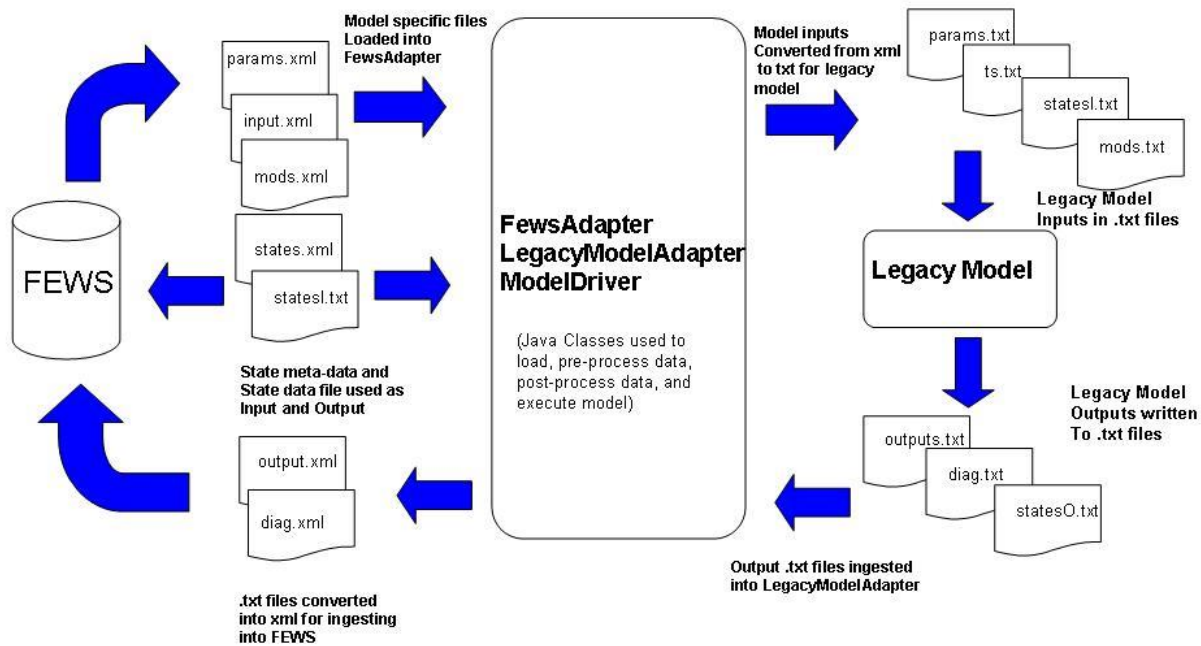 Model specific files
Loaded into
FewsAdapter
params.xml
input.xml
mods.xml
FEWS
states.xml
statesI.txt
State meta-data and
State data file used as
Input and Output
output.xml
diag.xml
.txt files converted
into xml for ingesting
into FEWS
FewsAdapter
LegacyModelAdapter
ModelDriver
(Java Classes used to
load, pre-process data,
post-process data, and
execute model)
Model inputs
Converted from xml
to txt for legacy
model
params.txt
ts.txt
statesI.txt
mods.txt
Legacy Model
Inputs in .txt files
Legacy Model
Legacy Model
Outputs written
To .txt files
outputs.txt
diag.txt
statesO.txt
Output .txt files ingested
into LegacyModelAdapter